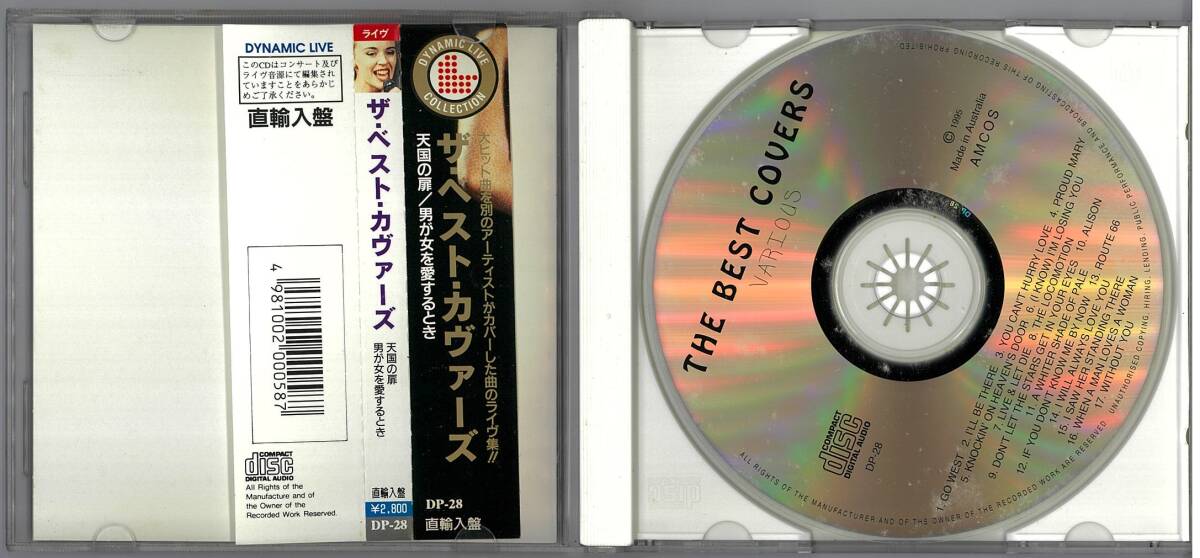 DYNAMIC LIVE
このCDはコンサート及び
ライヴ音源にて編集され
ていますことをあらかじ
めご了承ください。
直輸入盤
4 981002 000587
COMPACT
disc
DIGITAL AUDIO
All Rights of the
Manufacture and of
the Owner of the
Recorded Work Reserved.
ライヴ
ザ・ベスト・カヴァーズ
天国の扉
男が女を愛するとき
直輸入盤
¥2,800
DP-28
DYNAMIC LIVE
COLLECTION
大ヒット曲を別のアーティストがカバーした曲のライヴ集!!
ザ・ベスト・カヴァーズ
天国の扉/男が女を愛するとき
DP-28
直輸入盤
THE BEST COVERS
VARIOUS
© 1995
Made in Australia
AMCOS
DP 28
COMPACT
disc
DIGITAL AUDIO
DP-28
1. GO WEST 2. I'LL BE THERE 3. YOU CAN'T HURRY LOVE 4. PROUD MARY
5. KNOCKIN' ON HEAVEN'S DOOR 6. (I KNOW) I'M LOSING YOU
7. LIVE & LET DIE 8. THE LOCOMOTION
9. DON'T LET THE STARS GET IN YOUR EYES 10. ALISON
11. A WHITER SHADE OF PALE
12. IF YOU DON'T KNOW ME BY NOW 13. ROUTE 66
14. I WILL ALWAYS LOVE YOU
15. I SAW HER STANDING THERE
16. WHEN A MAN LOVES A WOMAN
17. WITHOUT YOU
ALL RIGHTS OF THE MANUFACTURER AND OF THE OWNER OF THE RECORDED WORK ARE RESERVED. UNAUTHORISED COPYING, HIRING, LENDING, PUBLIC PERFORMANCE AND BROADCASTING OF THIS RECORDING PROHIBITED